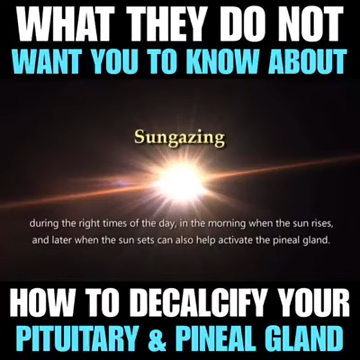 WHAT THEY DO NOT
WANT YOU TO KNOW ABOUT
Sungazing
during the right times of the day, in the morning when the sun rises,
and later when the sun sets can also help activate the pineal gland.
HOW TO DECALCIFY YOUR
PITUITARY & PINEAL GLAND